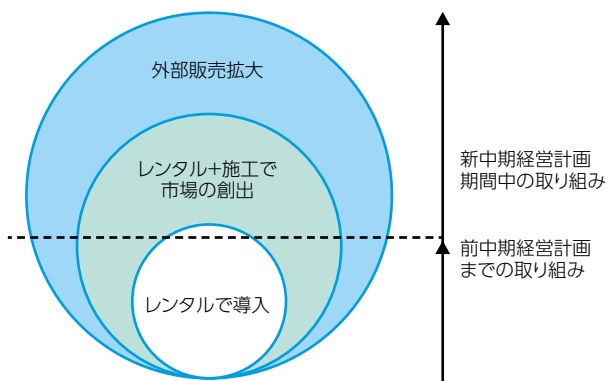 外部販売拡大
レンタル+施工で
市場の創出
レンタルで導入
新中期経営計画
期間中の取り組み
前中期経営計画
までの取り組み